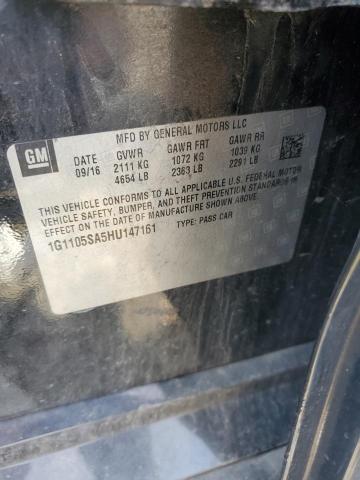 MFD BY GENERAL MOTORS LLC
GM
DATE GVWR GAWR FRT GAWR RR
09/16 2111 KG 1072 KG 1039 KG
4654 LB 2363 LB 2291 LB
THIS VEHICLE CONFORMS TO ALL APPLICABLE U.S. FEDERAL MOTOR
VEHICLE SAFETY, BUMPER, AND THEFT PREVENTION STANDARDS IN
EFFECT ON THE DATE OF MANUFACTURE SHOWN ABOVE.
1G1105SA5HU147161 TYPE: PASS CAR